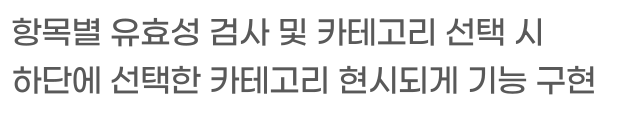 항목별 유효성 검사 및 카테고리 선택 시
하단에 선택한 카테고리 현시되게 기능 구현